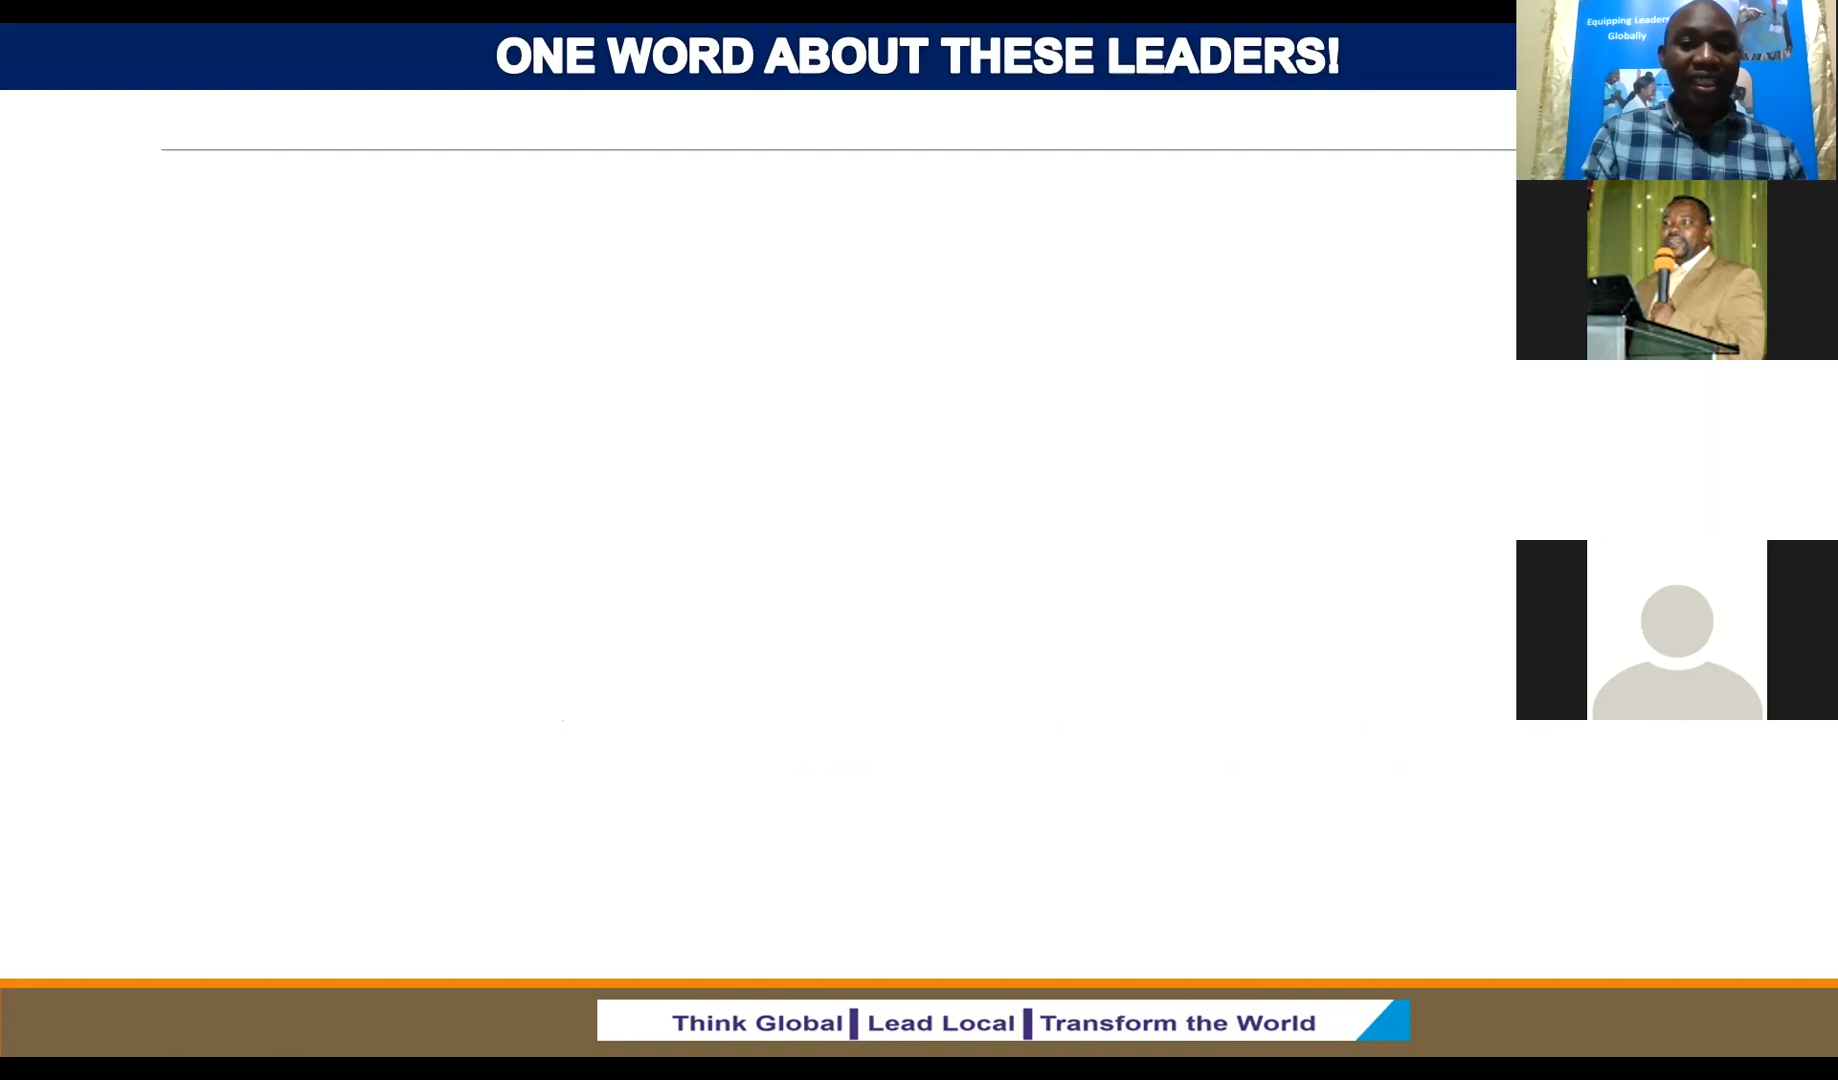 ONE WORD ABOUT THESE LEADERS!
Equipping Leaders
Globally
Think Global | Lead Local | Transform the World